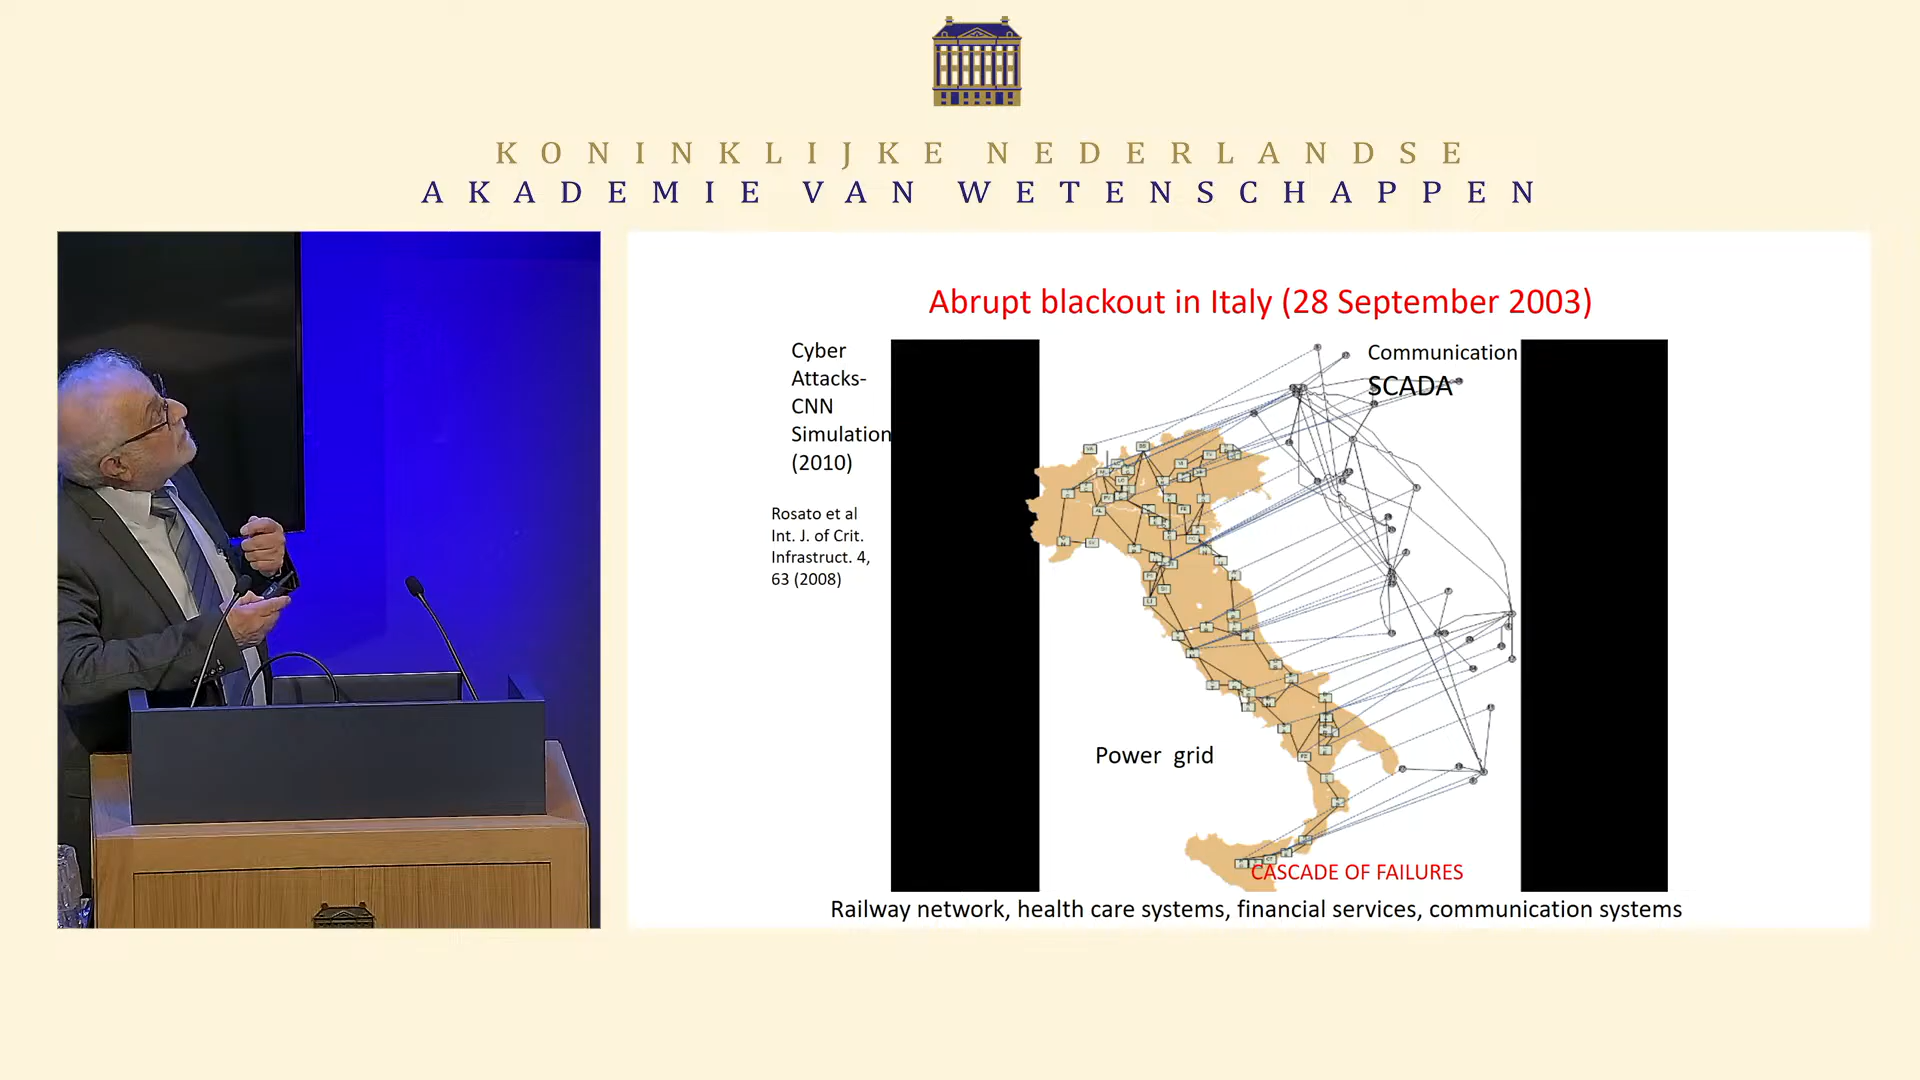 KONINKLIJKE NEDERLANDSE
AKADEMIE VAN WETENSCHAPPEN
Abrupt blackout in Italy (28 September 2003)
Cyber
Attacks-
CNN
Simulation
(2010)
Rosato et al
Int. J. of Crit.
Infrastruct. 4,
63 (2008)
Communication
SCADA
Power grid
CASCADE OF FAILURES
Railway network, health care systems, financial services, communication systems